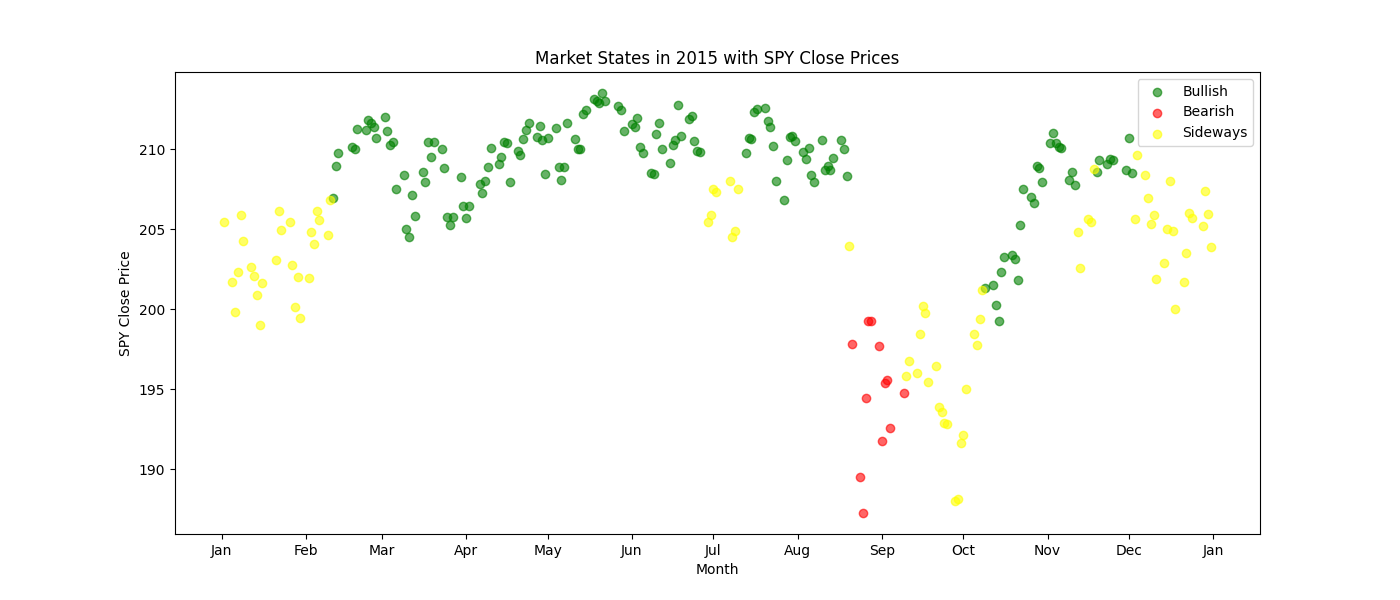 Market States in 2015 with SPY Close Prices
Bullish
Bearish
Sideways
210
205
200
195
190
SPY Close Price
Jan Feb Mar Apr May Jun Jul Aug Sep Oct Nov Dec Jan
Month